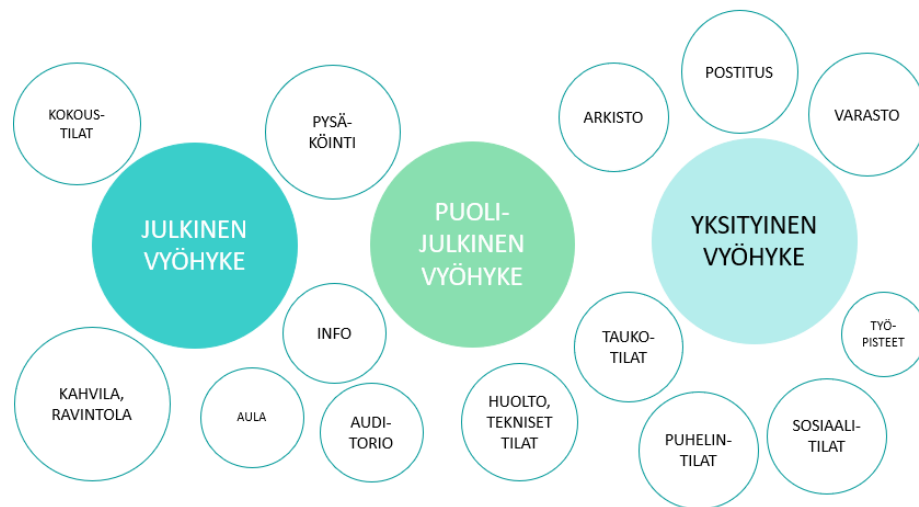 POSTITUS
KOKOUS-
TILAT
PYSÄ-
KÖINTI
ARKISTO
VARASTO
JULKINEN
VYÖHYKE
PUOLI-
JULKINEN
VYÖHYKE
YKSITYINEN
VYÖHYKE
INFO
TAUKO-
TILAT
TYÖ-
PISTEET
KAHVILA,
RAVINTOLA
AULA
AUDI-
TORIO
HUOLTO,
TEKNISET
TILAT
PUHELIN-
TILAT
SOSIAALI-
TILAT